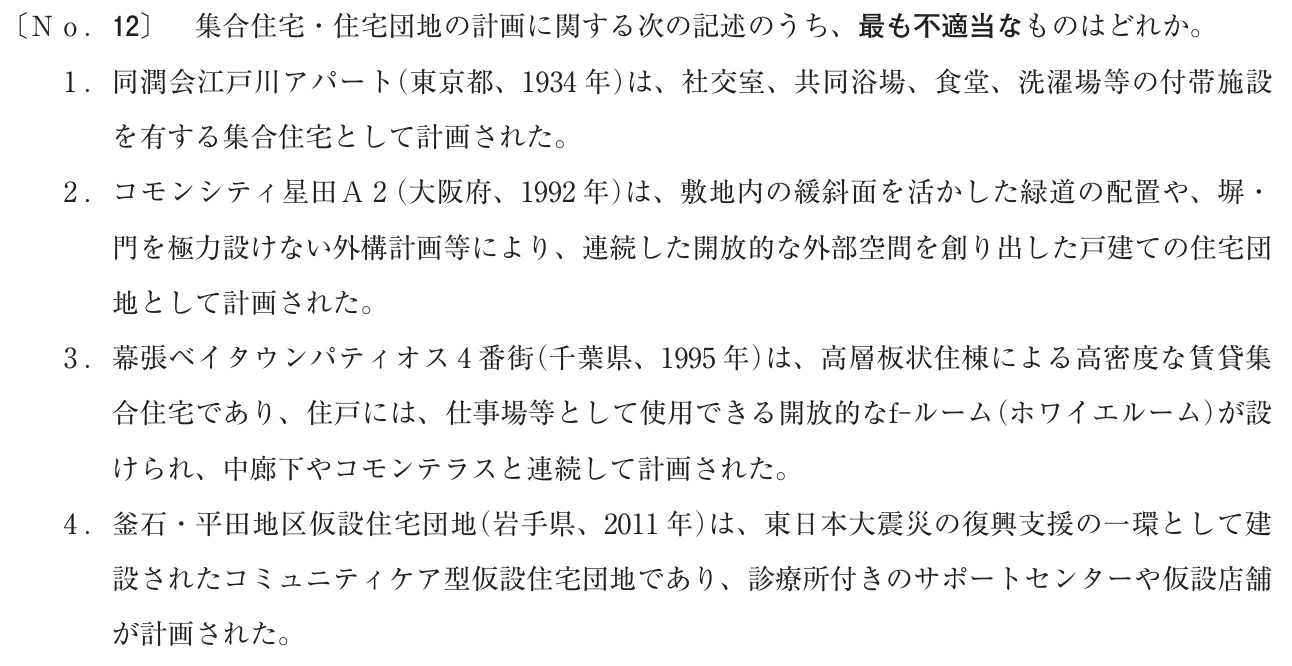 〔Ｎｏ．12〕　集合住宅・住宅団地の計画に関する次の記述のうち、最も不適当なものはどれか。
１．同潤会江戸川アパート(東京都、1934 年)は、社交室、共同浴場、食堂、洗濯場等の付帯施設
を有する集合住宅として計画された。
２．コモンシティ星田Ａ２(大阪府、1992 年)は、敷地内の緩斜面を活かした緑道の配置や、塀・
門を極力設けない外構計画等により、連続した開放的な外部空間を創り出した戸建ての住宅団
地として計画された。
３．幕張ベイタウンパティオス４番街(千葉県、1995 年)は、高層板状住棟による高密度な賃貸集
合住宅であり、住戸には、仕事場等として使用できる開放的なf-ルーム(ホワイエルーム)が設
けられ、中廊下やコモンテラスと連続して計画された。
４．釜石・平田地区仮設住宅団地(岩手県、2011 年)は、東日本大震災の復興支援の一環として建
設されたコミュニティケア型仮設住宅団地であり、診療所付きのサポートセンターや仮設店舗
が計画された。